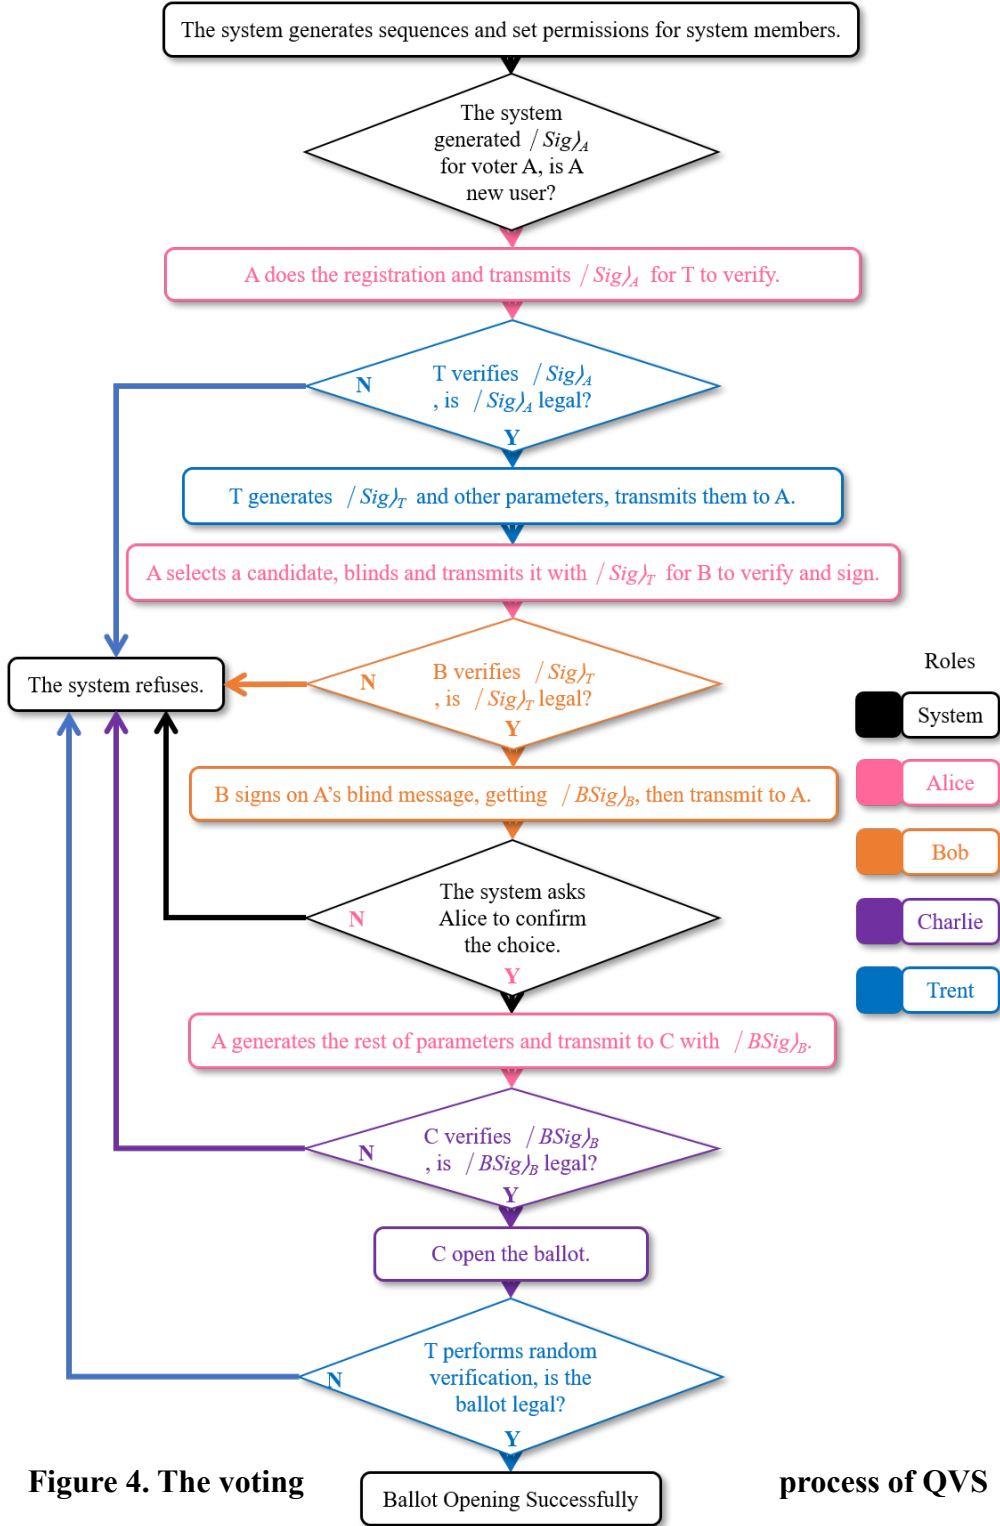 The system generates sequences and set permissions for system members.
The system
generated /Sig⟩A
for voter A, is A
new user?
A does the registration and transmits /Sig⟩A for T to verify.
T verifies /Sig⟩A
N
, is /Sig⟩A legal?
Y
T generates /Sig⟩T and other parameters, transmits them to A.
A selects a candidate, blinds and transmits it with /Sig⟩T for B to verify and sign.
The system refuses.
B verifies /Sig⟩T
N
, is /Sig⟩T legal?
Y
B signs on A’s blind message, getting /BSig⟩B, then transmit to A.
The system asks
N
Alice to confirm
the choice.
Y
A generates the rest of parameters and transmit to C with /BSig⟩B.
C verifies /BSig⟩B
N
, is /BSig⟩B legal?
Y
C open the ballot.
T performs random
N
verification, is the
ballot legal?
Y
Ballot Opening Successfully
Roles
System
Alice
Bob
Charlie
Trent
Figure 4. The voting process of QVS